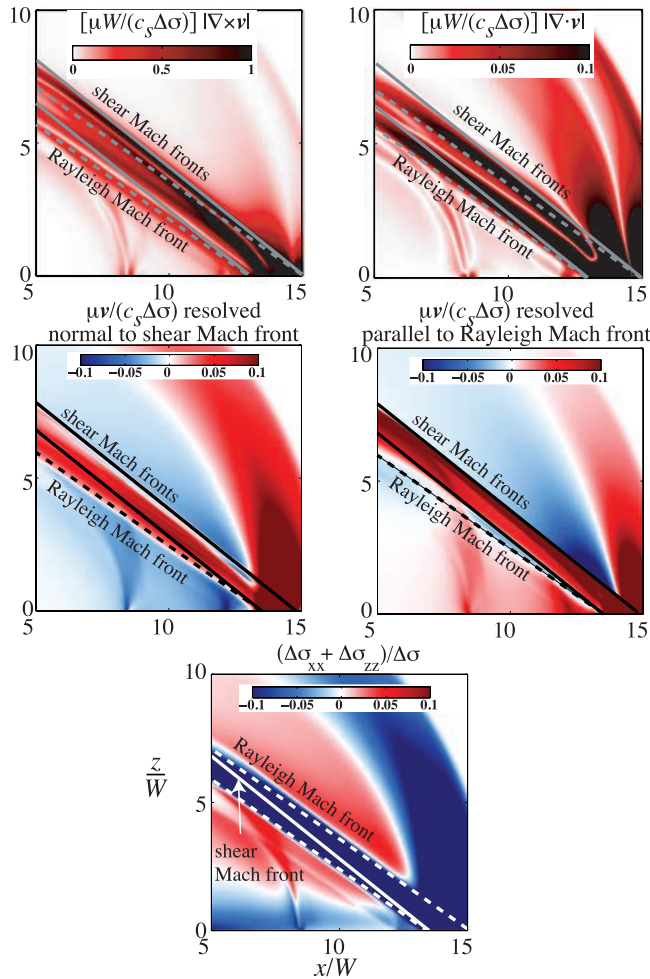 [μW/(c_sΔσ)] |∇×v|
0 0.5 1
10
5
0
shear Mach fronts
Rayleigh Mach front
5 10 15
[μW/(c_sΔσ)] |∇·v|
0 0.05 0.1
10
5
0
shear Mach fronts
Rayleigh Mach front
5 10 15
μv/(c_sΔσ) resolved
normal to shear Mach front
−0.1 −0.05 0 0.05 0.1
10
5
0
shear Mach fronts
Rayleigh Mach front
5 10 15
μv/(c_sΔσ) resolved
parallel to Rayleigh Mach front
−0.1 −0.05 0 0.05 0.1
10
5
0
shear Mach fronts
Rayleigh Mach front
5 10 15
(Δσ_xx + Δσ_zz)/Δσ
−0.1 −0.05 0 0.05 0.1
10
z/W
5
0
Rayleigh Mach front
shear
Mach front
5 10 15
x/W